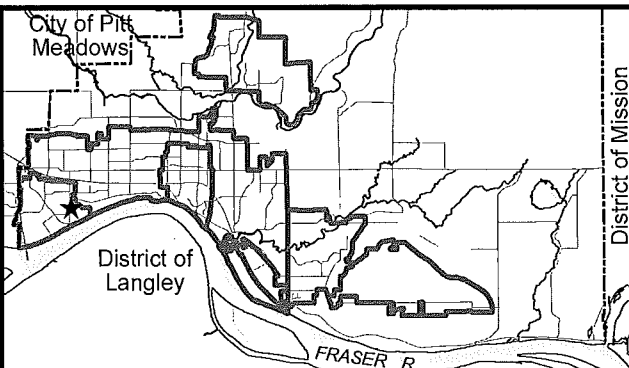 City of Pitt
Meadows
District of Mission
District of
Langley
FRASER R.